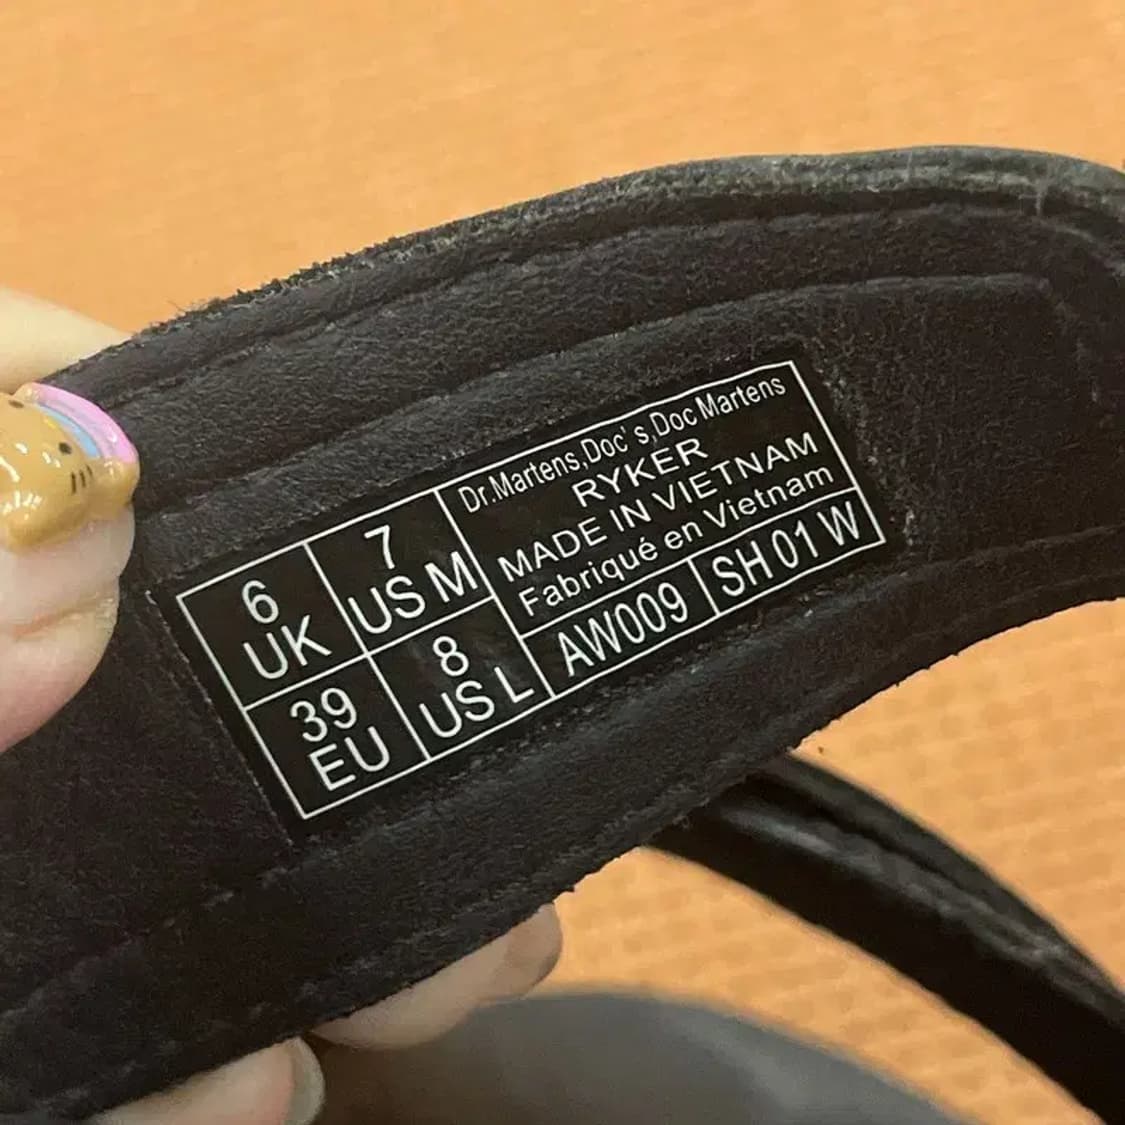 6
UK
7
US M
39
EU
8
US L
Dr.Martens,Doc's,Doc Martens
RYKER
MADE IN VIETNAM
Fabriqué en Vietnam
AW009
SH 01 W